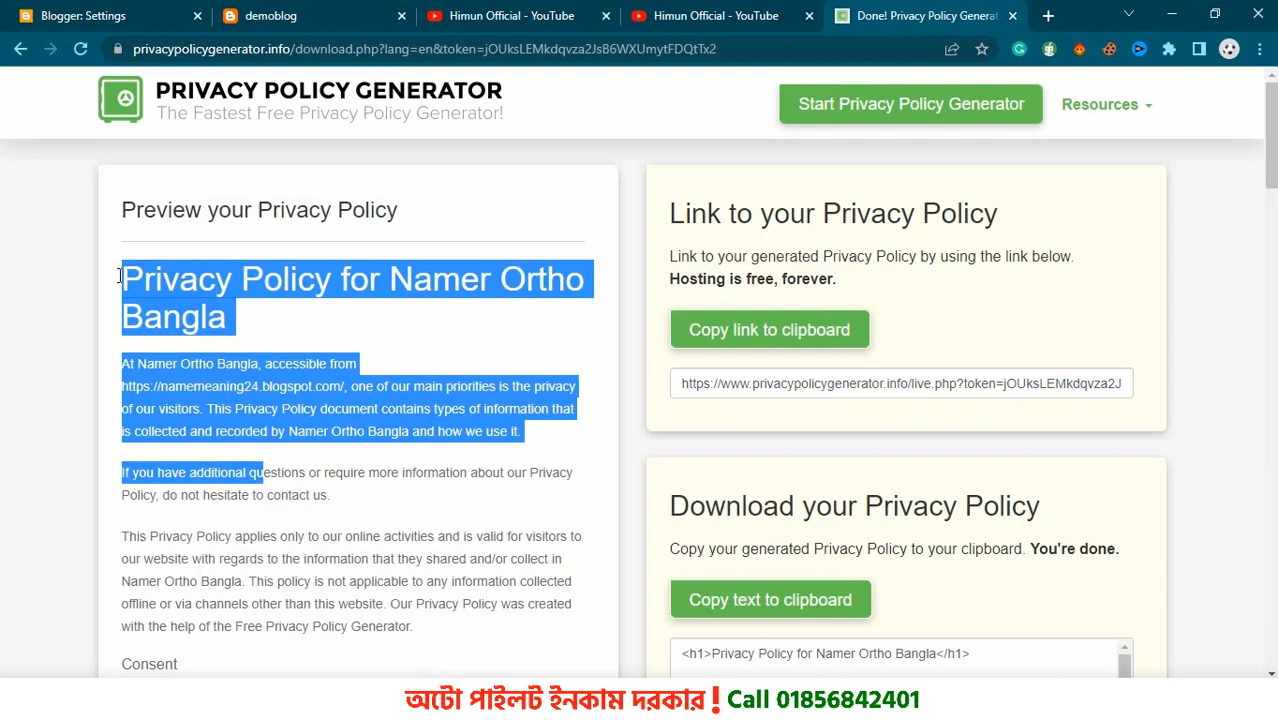 Blogger: Settings
demoblog
Himun Official - YouTube
Himun Official - YouTube
Done! Privacy Policy Generat
privacypolicygenerator.info/download.php?lang=en&token=jOUksLEMkdqvza2JsB6WXUmytFDQtTx2
PRIVACY POLICY GENERATOR
The Fastest Free Privacy Policy Generator!
Start Privacy Policy Generator
Resources
Preview your Privacy Policy
Privacy Policy for Namer Ortho
Bangla
At Namer Ortho Bangla, accessible from
https://namemeaning24.blogspot.com/, one of our main priorities is the privacy
of our visitors. This Privacy Policy document contains types of information that
is collected and recorded by Namer Ortho Bangla and how we use it.
If you have additional questions or require more information about our Privacy
Policy, do not hesitate to contact us.
This Privacy Policy applies only to our online activities and is valid for visitors to
our website with regards to the information that they shared and/or collect in
Namer Ortho Bangla. This policy is not applicable to any information collected
offline or via channels other than this website. Our Privacy Policy was created
with the help of the Free Privacy Policy Generator.
Consent
Link to your Privacy Policy
Link to your generated Privacy Policy by using the link below.
Hosting is free, forever.
Copy link to clipboard
https://www.privacypolicygenerator.info/live.php?token=jOUksLEMkdqvza2J
Download your Privacy Policy
Copy your generated Privacy Policy to your clipboard. You're done.
Copy text to clipboard
<h1>Privacy Policy for Namer Ortho Bangla</h1>
অটো পাইলট ইনকাম দরকার ! Call 01856842401